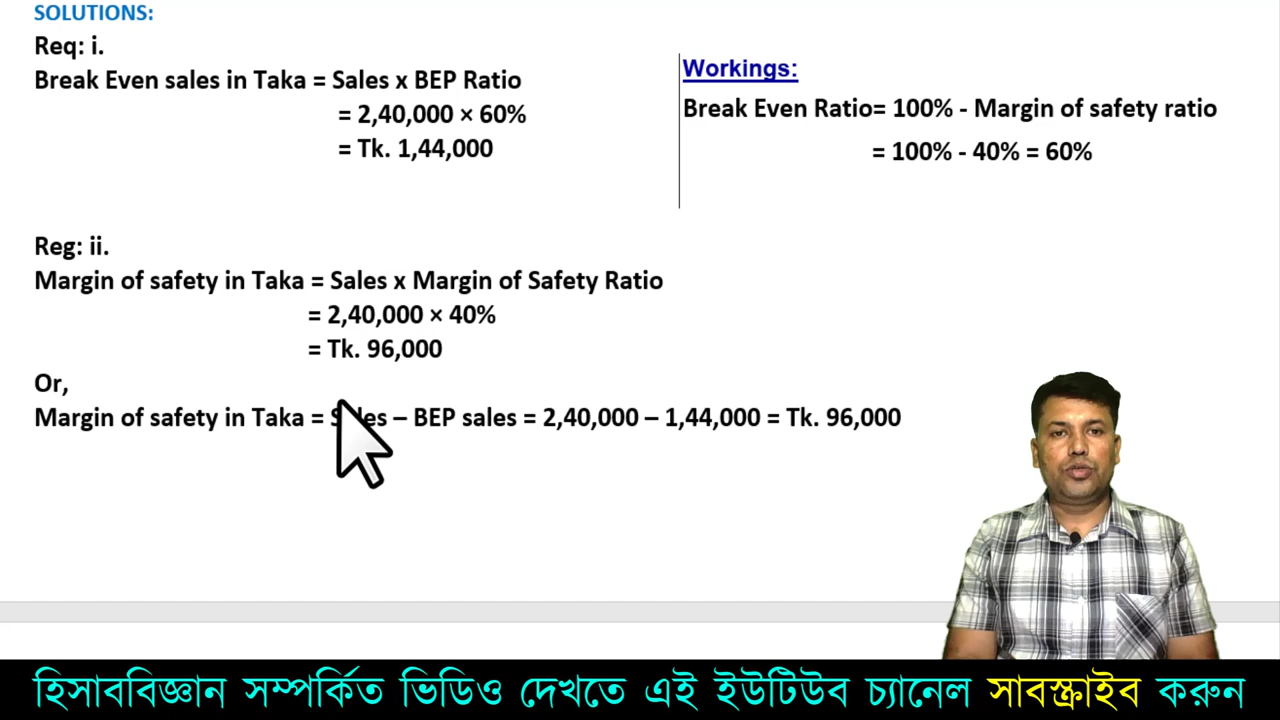 SOLUTIONS:
Req: i.
Break Even sales in Taka = Sales x BEP Ratio
= 2,40,000 × 60%
= Tk. 1,44,000
Workings:
Break Even Ratio= 100% - Margin of safety ratio
= 100% - 40% = 60%
Reg: ii.
Margin of safety in Taka = Sales x Margin of Safety Ratio
= 2,40,000 × 40%
= Tk. 96,000
Or,
Margin of safety in Taka = Sales – BEP sales = 2,40,000 – 1,44,000 = Tk. 96,000
হিসাববিজ্ঞান সম্পর্কিত ভিডিও দেখতে এই ইউটিউব চ্যানেল সাবস্ক্রাইব করুন